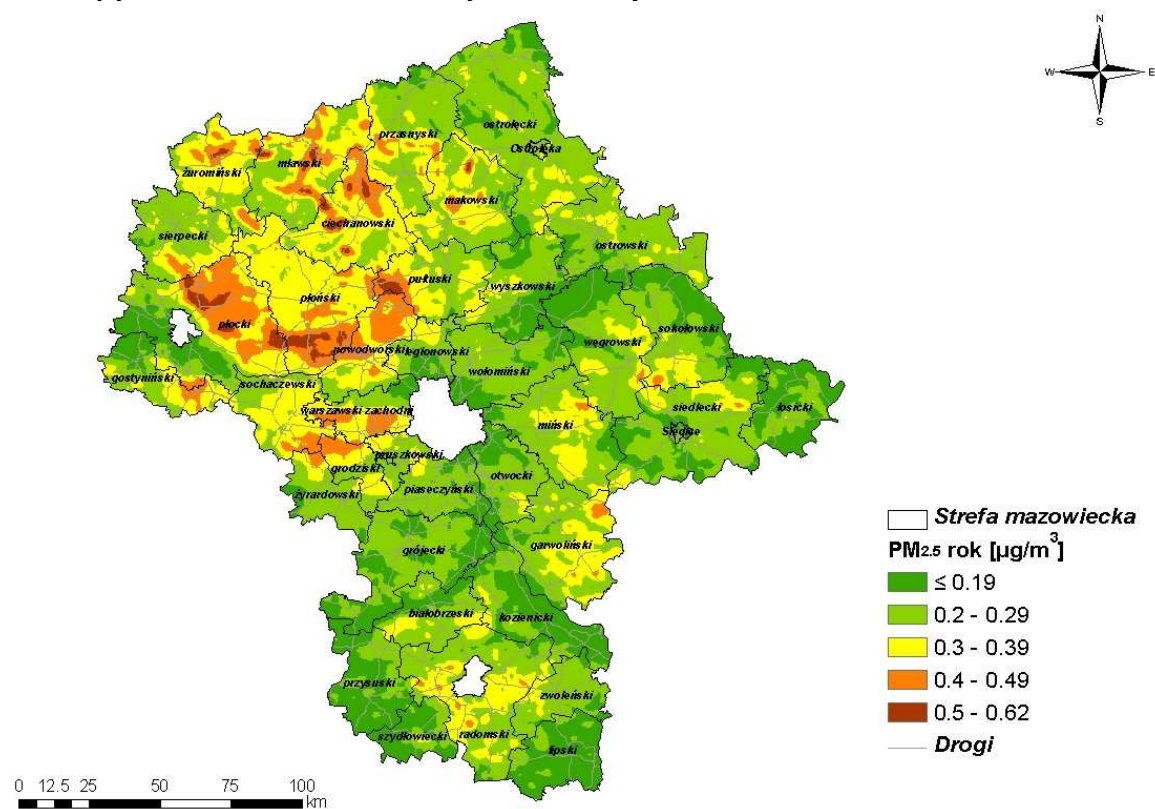 N
W E
S
ostrołęcki
przasnyski
Ostrołęka
mławski
żuromiński
makowski
ciechanowski
sierpecki
ostrowski
pułtuski
wyszkowski
płoński
płocki
sokołowski
węgrowski
nowodworski
legionowski
wołomiński
gostyniński
sochaczewski
siedlecki
łosicki
warszawski zachodni
miński
Siedlce
pruszkowski
grodziski
otwocki
żyrardowski
piaseczyński
grójecki
garwoliński
białobrzeski
kozienicki
przysuski
zwoleński
szydłowiecki
radomski
lipski
Strefa mazowiecka
PM2.5 rok [µg/m³]
≤ 0.19
0.2 - 0.29
0.3 - 0.39
0.4 - 0.49
0.5 - 0.62
Drogi
0 12.5 25 50 75 100
km